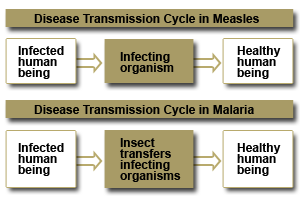 Disease Transmission Cycle in Measles
Infected human being
Infecting organism
Healthy human being
Disease Transmission Cycle in Malaria
Infected human being
Insect transfers infecting organisms
Healthy human being